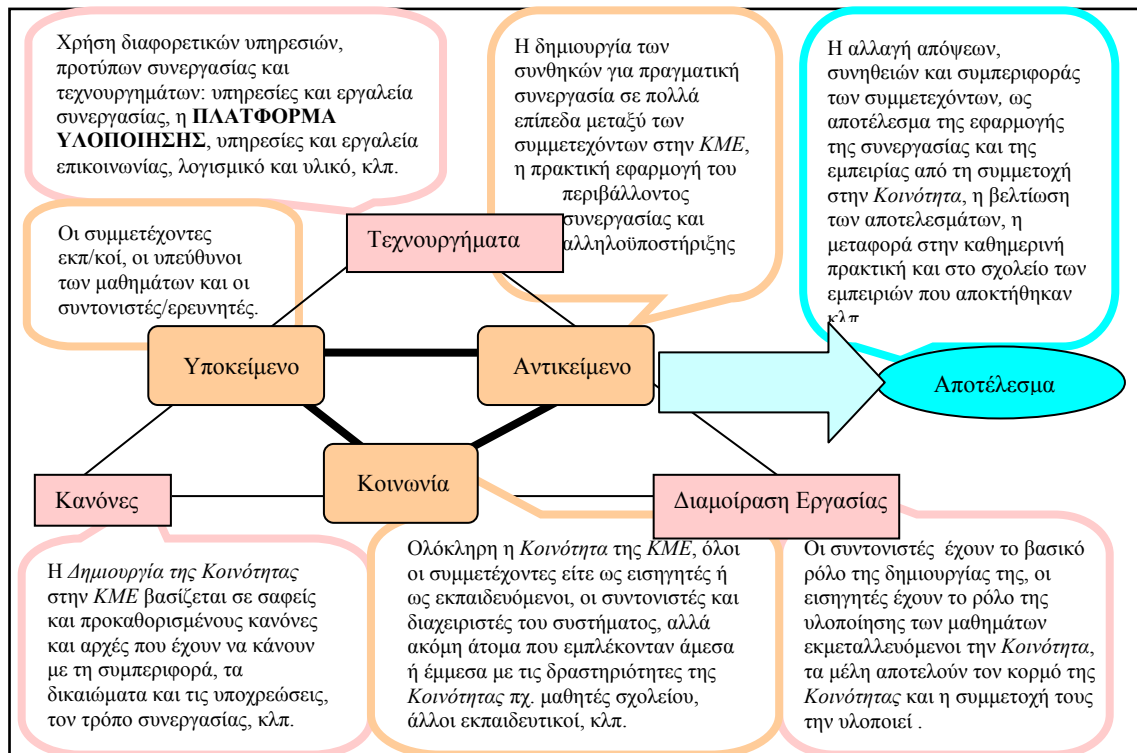 Χρήση διαφορετικών υπηρεσιών,
προτύπων συνεργασίας και
τεχνουργημάτων: υπηρεσίες και εργαλεία
συνεργασίας, η ΠΛΑΤΦΟΡΜΑ
ΥΛΟΠΟΙΗΣΗΣ, υπηρεσίες και εργαλεία
επικοινωνίας, λογισμικό και υλικό, κλπ.
Η δημιουργία των
συνθηκών για πραγματική
συνεργασία σε πολλά
επίπεδα μεταξύ των
συμμετεχόντων στην ΚΜΕ,
η πρακτική εφαρμογή του
περιβάλλοντος
συνεργασίας και
αλληλοϋποστήριξης
Η αλλαγή απόψεων,
συνηθειών και συμπεριφοράς
των συμμετεχόντων, ως
αποτέλεσμα της εφαρμογής
της συνεργασίας και της
εμπειρίας από τη συμμετοχή
στην Κοινότητα, η βελτίωση
των αποτελεσμάτων, η
μεταφορά στην καθημερινή
πρακτική και στο σχολείο των
εμπειριών που αποκτήθηκαν
κλπ
Οι συμμετέχοντες
εκπ/κοί, οι υπεύθυνοι
των μαθημάτων και οι
συντονιστές/ερευνητές.
Τεχνουργήματα
Υποκείμενο
Αντικείμενο
Αποτέλεσμα
Κανόνες
Κοινωνία
Διαμοίραση Εργασίας
Η Δημιουργία της Κοινότητας
στην ΚΜΕ βασίζεται σε σαφείς
και προκαθορισμένους κανόνες
και αρχές που έχουν να κάνουν
με τη συμπεριφορά, τα
δικαιώματα και τις υποχρεώσεις,
τον τρόπο συνεργασίας, κλπ.
Ολόκληρη η Κοινότητα της ΚΜΕ, όλοι
οι συμμετέχοντες είτε ως εισηγητές ή
ως εκπαιδευόμενοι, οι συντονιστές και
διαχειριστές του συστήματος, αλλά
ακόμη άτομα που εμπλέκονταν άμεσα
ή έμμεσα με τις δραστηριότητες της
Κοινότητας πχ. μαθητές σχολείου,
άλλοι εκπαιδευτικοί, κλπ.
Οι συντονιστές έχουν το βασικό
ρόλο της δημιουργίας της, οι
εισηγητές έχουν το ρόλο της
υλοποίησης των μαθημάτων
εκμεταλλευόμενοι την Κοινότητα,
τα μέλη αποτελούν τον κορμό της
Κοινότητας και η συμμετοχή τους
την υλοποιεί .